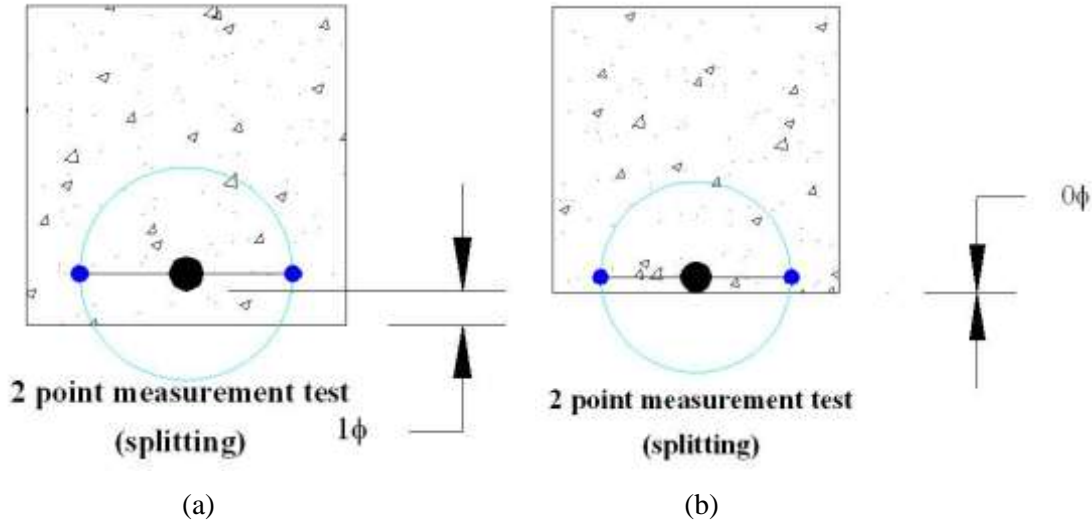 0ϕ
2 point measurement test
(splitting)
1ϕ
2 point measurement test
(splitting)
(a)
(b)